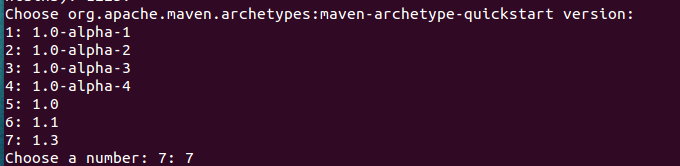 Choose org.apache.maven.archetypes:maven-archetype-quickstart version:
1: 1.0-alpha-1
2: 1.0-alpha-2
3: 1.0-alpha-3
4: 1.0-alpha-4
5: 1.0
6: 1.1
7: 1.3
Choose a number: 7: 7